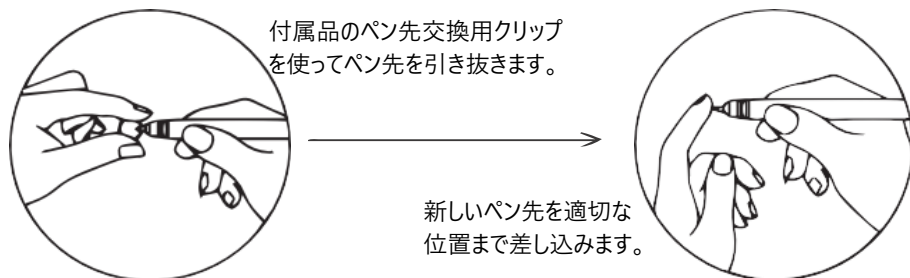 付属品のペン先交換用クリップ
を使ってペン先を引き抜きます。
新しいペン先を適切な
位置まで差し込みます。